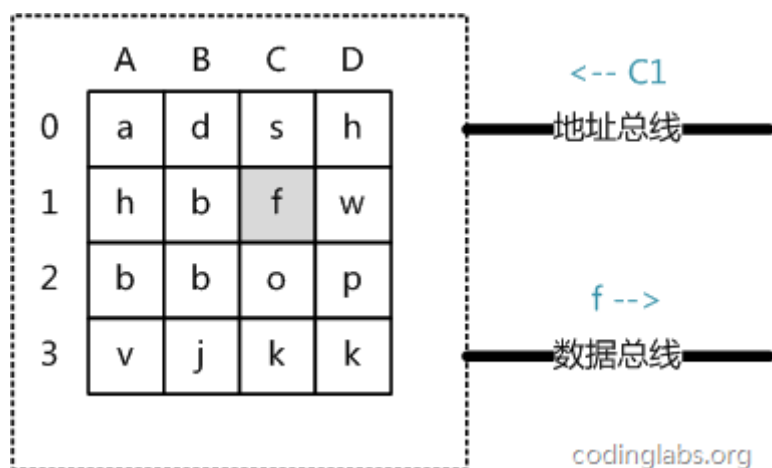 A B C D
<-- C1
0 a d s h
地址总线
1 h b f w
2 b b o p
f -->
3 v j k k
数据总线
codinglabs.org